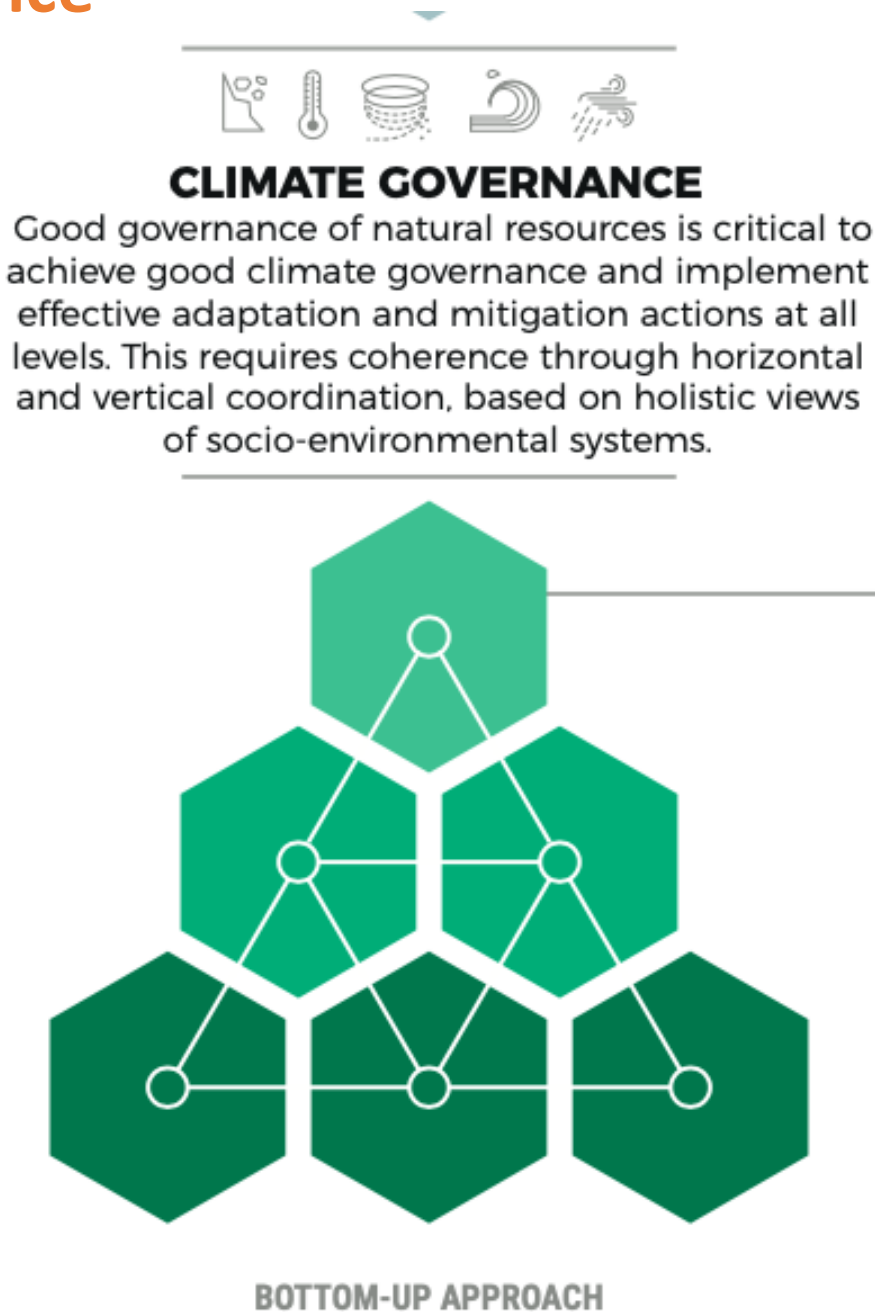 CLIMATE GOVERNANCE
Good governance of natural resources is critical to
achieve good climate governance and implement
effective adaptation and mitigation actions at all
levels. This requires coherence through horizontal
and vertical coordination, based on holistic views
of socio-environmental systems.
BOTTOM-UP APPROACH